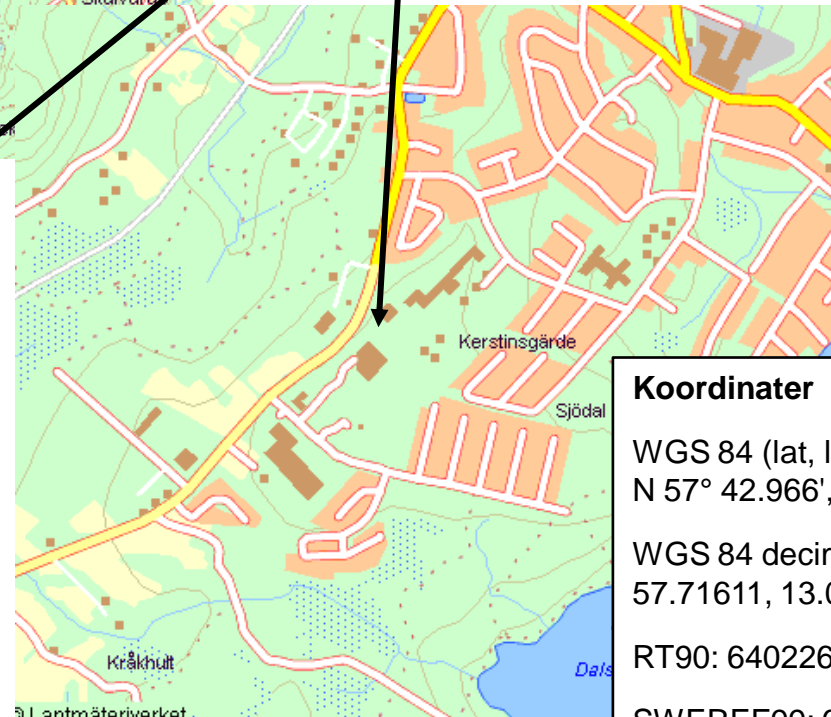 Kerstinsgärde
Sjödal
Kråkhult
Dals
Lantmäteriverket
Koordinater
WGS 84 (lat, l
N 57° 42.966',
WGS 84 decir
57.71611, 13.0
RT90: 640226